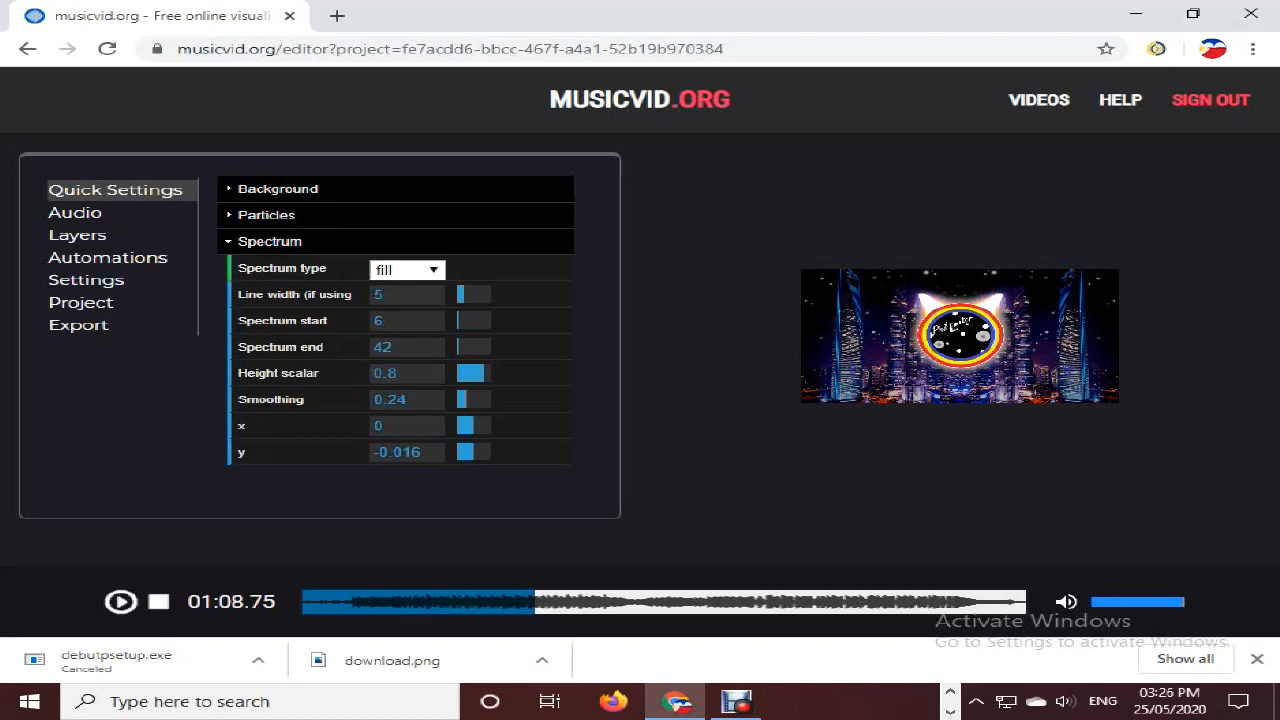 musicvid.org - Free online visuali
musicvid.org/editor?project=fe7acdd6-bbcc-467f-a4a1-52b19b970384
MUSICVID.ORG
VIDEOS
HELP
SIGN OUT
Quick Settings
Audio
Layers
Automations
Settings
Project
Export
Background
Particles
Spectrum
Spectrum type
fill
Line width (if using
5
Spectrum start
6
Spectrum end
42
Height scalar
0.8
Smoothing
0.24
x
0
y
-0.016
01:08.75
Activate Windows
Go to Settings to activate Windows.
debutpsetup.exe
Canceled
download.png
Show all
Type here to search
ENG
03:26 PM
25/05/2020